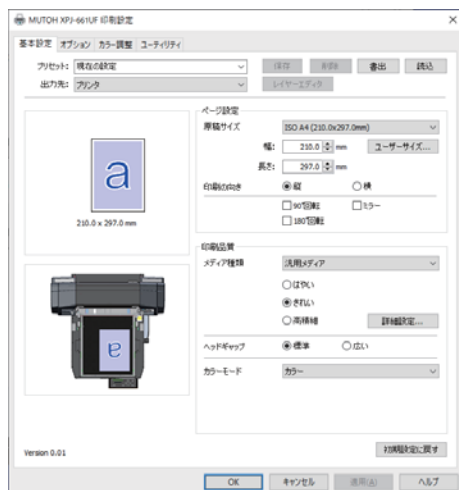 MUTOH XPJ-661UF 印刷設定
基本設定 オプション カラー調整 ユーティリティ
プリセット: 現在の設定 保存 削除 書出 読込
出力先: プリンタ レイヤーエディタ
a
210.0 x 297.0 mm
ページ設定
原稿サイズ ISO A4 (210.0x297.0mm)
幅: 210.0 mm ユーザーサイズ...
長さ: 297.0 mm
印刷の向き 縦 横
90°回転 ミラー
180°回転
印刷品質
メディア種類 汎用メディア
はやい
きれい
高精細 詳細設定...
ヘッドギャップ 標準 広い
カラーモード カラー
a
Version 0.01
初期設定に戻す
OK キャンセル 適用(A) ヘルプ